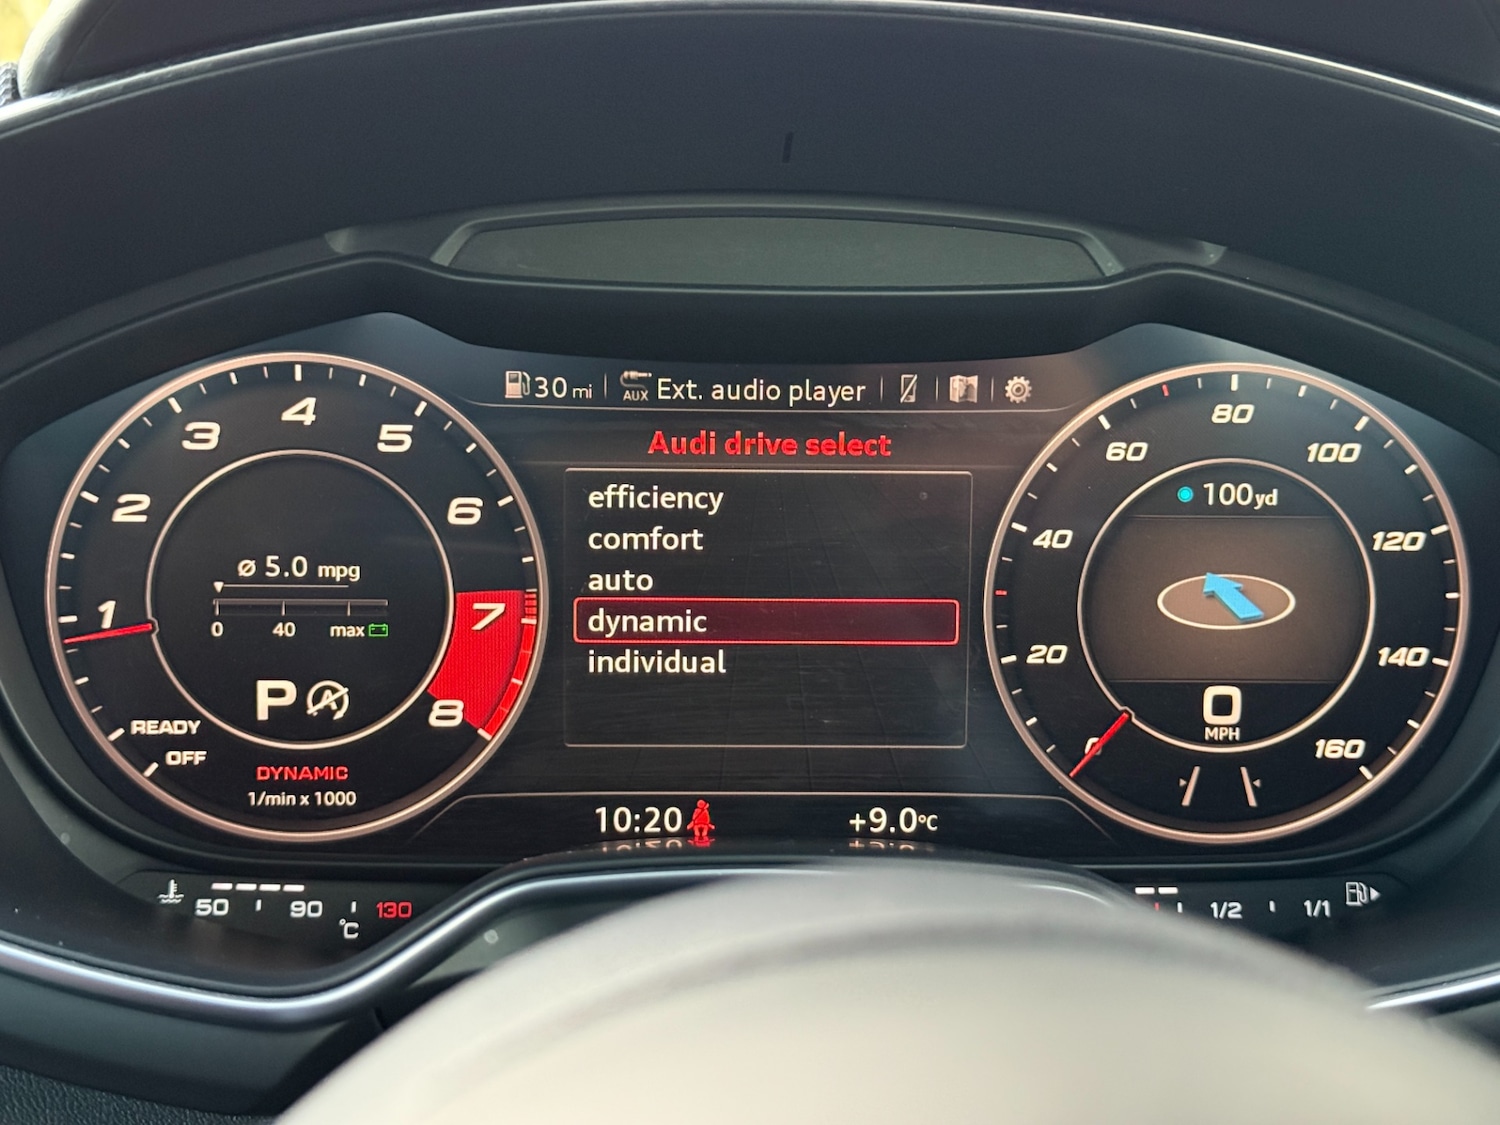 30 mi
AUX Ext. audio player
Audi drive select
efficiency
comfort
auto
dynamic
individual
10:20
+9.0°C
1
2
3
4
5
6
7
8
ø 5.0 mpg
0 40 max
P
A
READY
OFF
DYNAMIC
1/min x 1000
0
20
40
60
80
100
120
140
160
100yd
0
MPH
50 90 130
°C
1/2 1/1